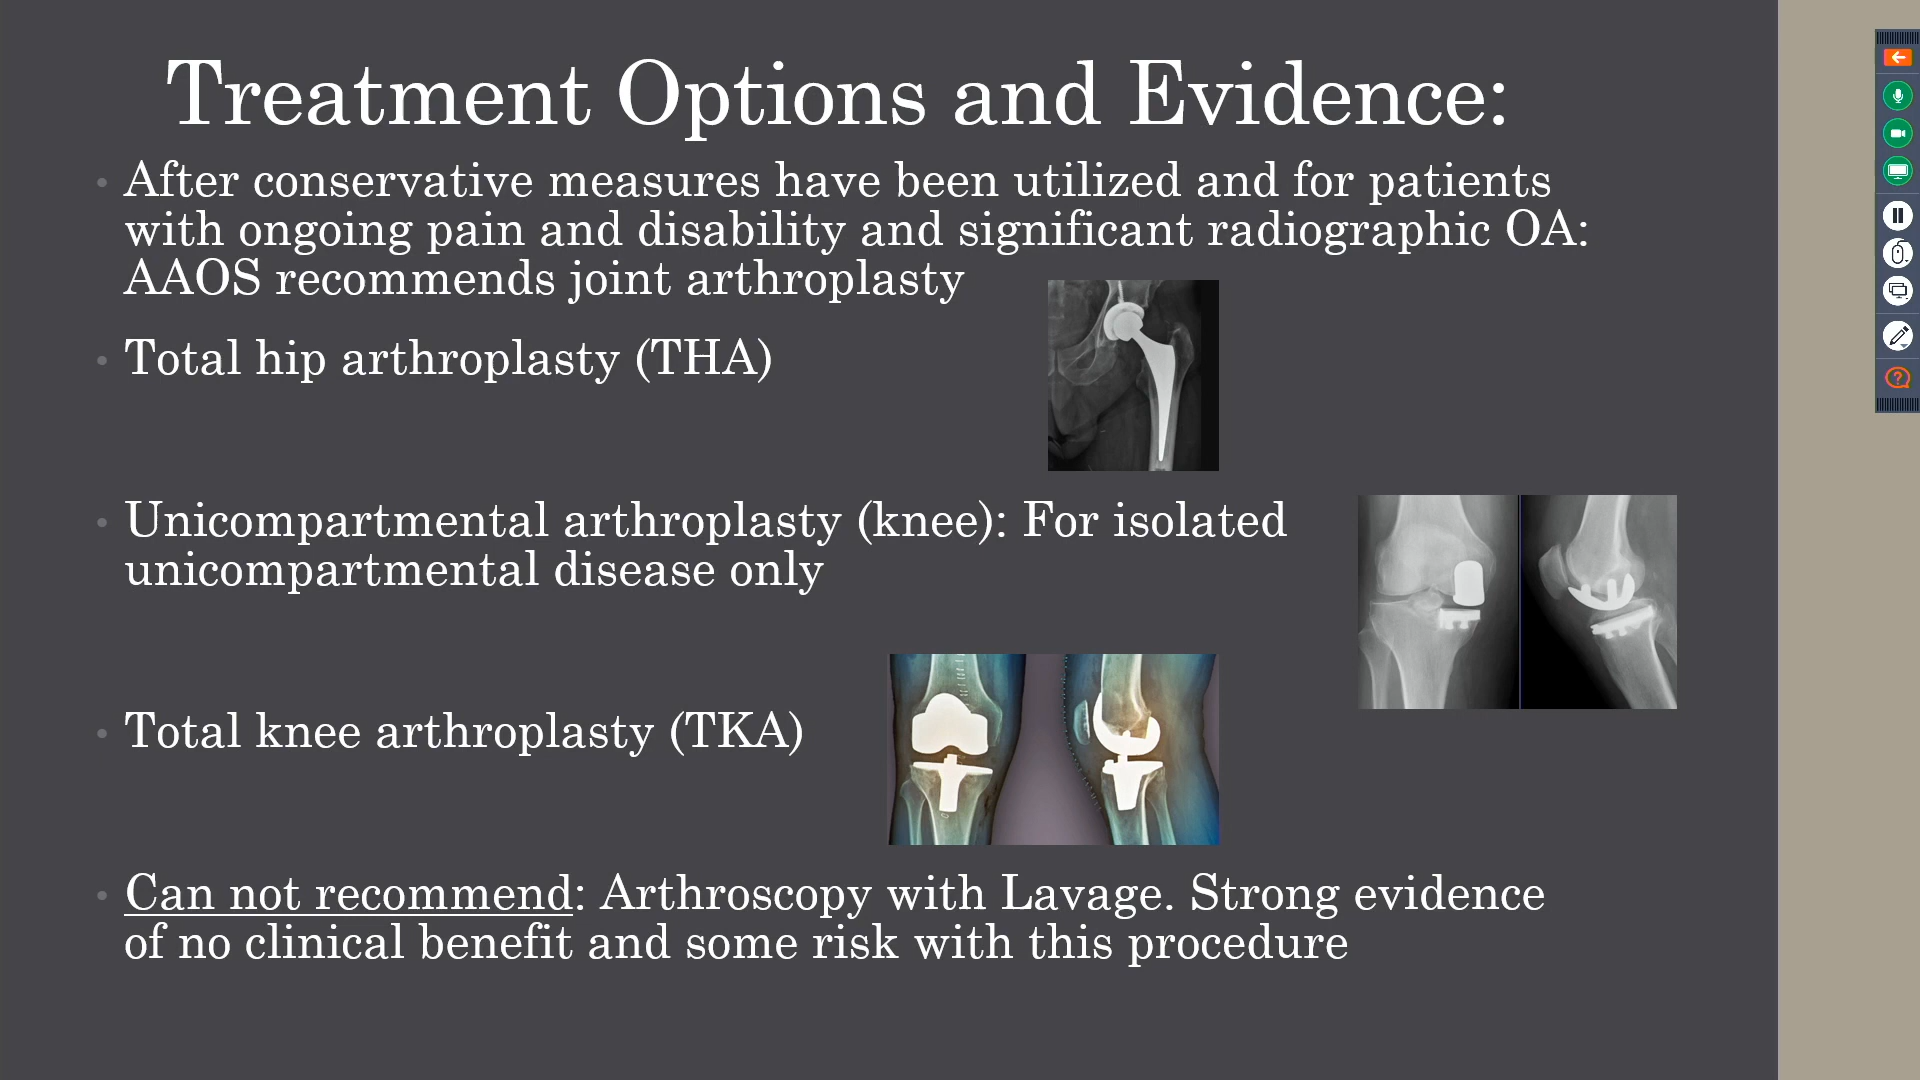 Treatment Options and Evidence:
• After conservative measures have been utilized and for patients
with ongoing pain and disability and significant radiographic OA:
AAOS recommends joint arthroplasty
• Total hip arthroplasty (THA)
• Unicompartmental arthroplasty (knee): For isolated
unicompartmental disease only
• Total knee arthroplasty (TKA)
• Can not recommend: Arthroscopy with Lavage. Strong evidence
of no clinical benefit and some risk with this procedure